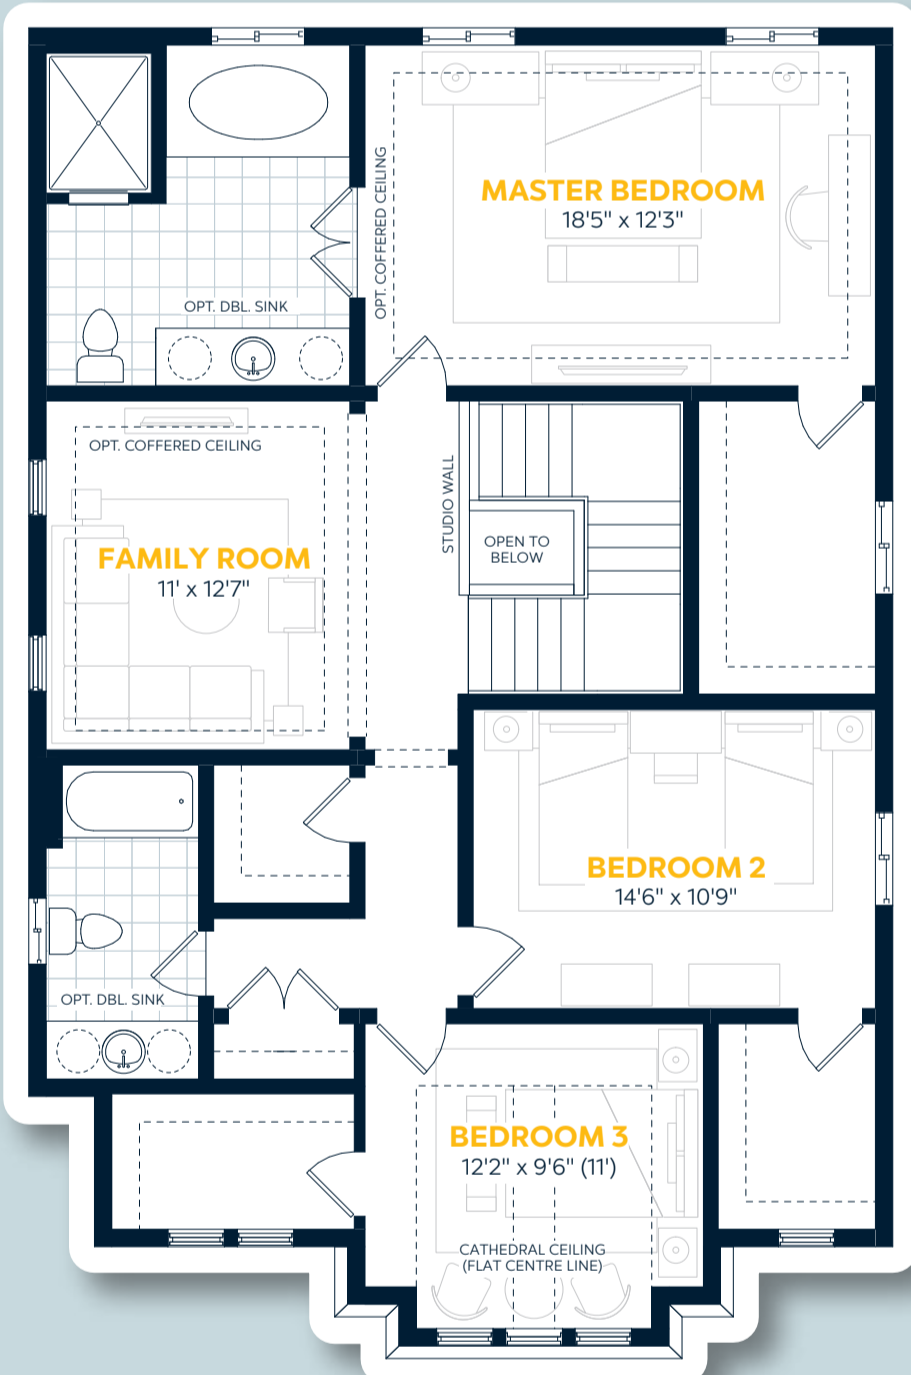 OPT. COFFERED CEILING
MASTER BEDROOM
18'5" x 12'3"
OPT. DBL. SINK
OPT. COFFERED CEILING
STUDIO WALL
OPEN TO
BELOW
FAMILY ROOM
11' x 12'7"
BEDROOM 2
14'6" x 10'9"
OPT. DBL. SINK
BEDROOM 3
12'2" x 9'6" (11')
CATHEDRAL CEILING
(FLAT CENTRE LINE)